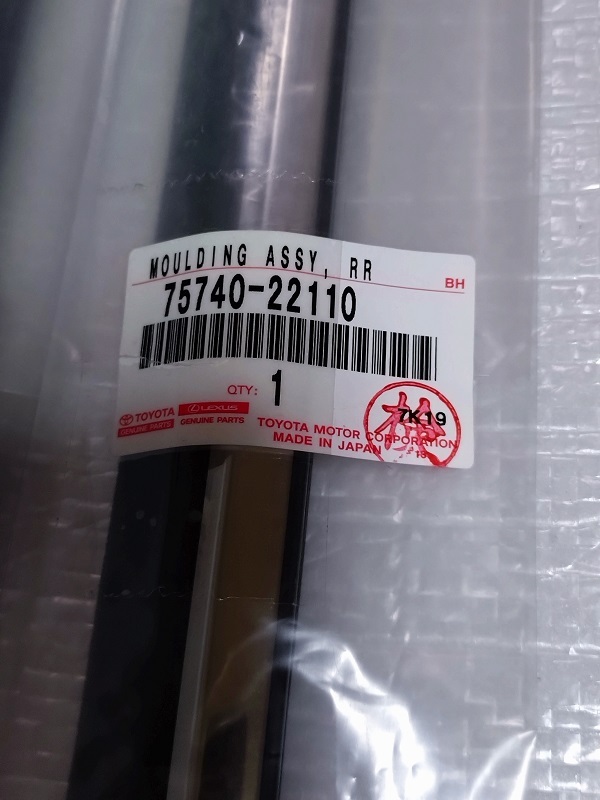 MOULDING ASSY, RR
BH
75740-22110
QTY: 1
TOYOTA
GENUINE PARTS
LEXUS
GENUINE PARTS
TOYOTA MOTOR CORPORATION
MADE IN JAPAN
7K19
検